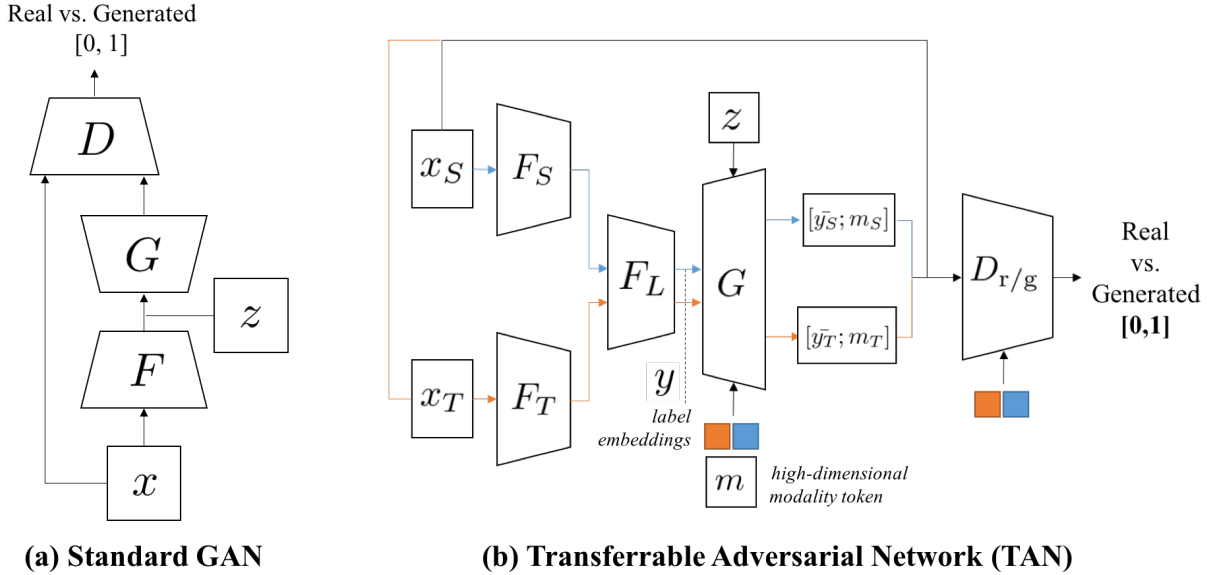 Real vs. Generated
[0, 1]
D
G
z
F
x
(a) Standard GAN
z
x_S
F_S
[ȳ_S; m_S]
F_L
G
D_r/g
Real
vs.
Generated
[0,1]
[ȳ_T; m_T]
x_T
F_T
y
label
embeddings
m
high-dimensional
modality token
(b) Transferrable Adversarial Network (TAN)